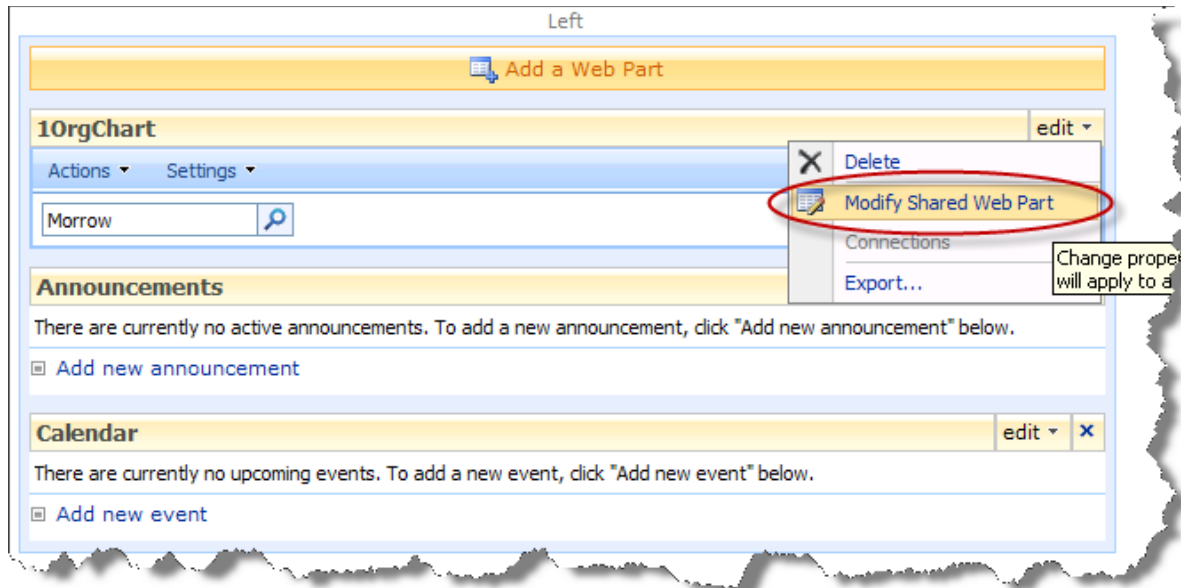 Left
Add a Web Part
1OrgChart
edit
Actions Settings
Delete
Morrow
Modify Shared Web Part
Connections
Change prope
will apply to a
Export...
Announcements
There are currently no active announcements. To add a new announcement, click "Add new announcement" below.
Add new announcement
Calendar
edit
There are currently no upcoming events. To add a new event, click "Add new event" below.
Add new event